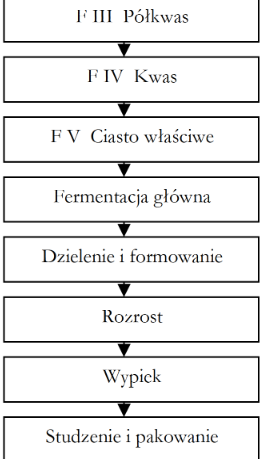 F III Półkwas
F IV Kwas
F V Ciasto właściwe
Fermentacja główna
Dzielenie i formowanie
Rozrost
Wypiek
Studzenie i pakowanie